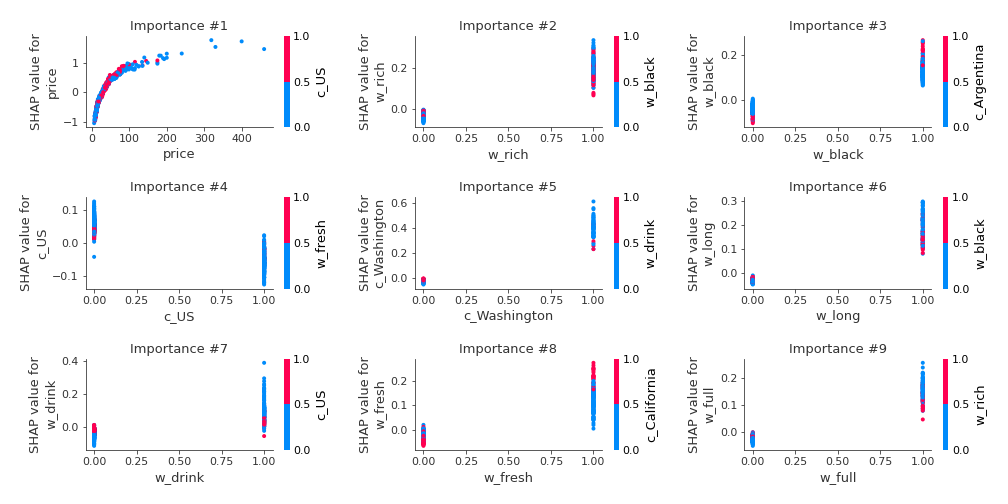 Importance #1
SHAP value for
price
1
0
−1
0
100
200
300
400
price
1.0
0.5
0.0
c_US
Importance #2
SHAP value for
w_rich
0.2
0.0
0.00
0.25
0.50
0.75
1.00
w_rich
1.0
0.5
0.0
w_black
Importance #3
SHAP value for
w_black
0.2
0.0
0.00
0.25
0.50
0.75
1.00
w_black
1.0
0.5
0.0
c_Argentina
Importance #4
SHAP value for
c_US
0.1
0.0
−0.1
0.00
0.25
0.50
0.75
1.00
c_US
1.0
0.5
0.0
w_fresh
Importance #5
SHAP value for
c_Washington
0.6
0.4
0.2
0.0
0.00
0.25
0.50
0.75
1.00
c_Washington
1.0
0.5
0.0
w_drink
Importance #6
SHAP value for
w_long
0.3
0.2
0.1
0.0
0.00
0.25
0.50
0.75
1.00
w_long
1.0
0.5
0.0
w_black
Importance #7
SHAP value for
w_drink
0.4
0.2
0.0
0.00
0.25
0.50
0.75
1.00
w_drink
1.0
0.5
0.0
c_US
Importance #8
SHAP value for
w_fresh
0.2
0.1
0.0
0.00
0.25
0.50
0.75
1.00
w_fresh
1.0
0.5
0.0
c_California
Importance #9
SHAP value for
w_full
0.2
0.1
0.0
0.00
0.25
0.50
0.75
1.00
w_full
1.0
0.5
0.0
w_rich